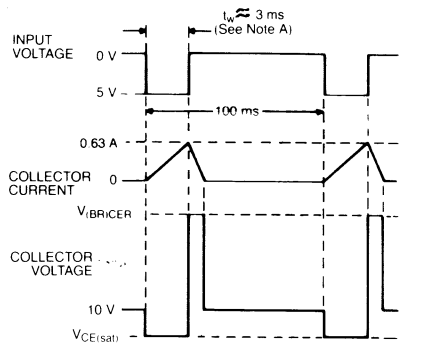 tw ≈ 3 ms
(See Note A)
INPUT
VOLTAGE
0 V
5 V
100 ms
0 63 A
COLLECTOR
CURRENT
0
V(BR)CER
COLLECTOR
VOLTAGE
10 V
VCE(sat)